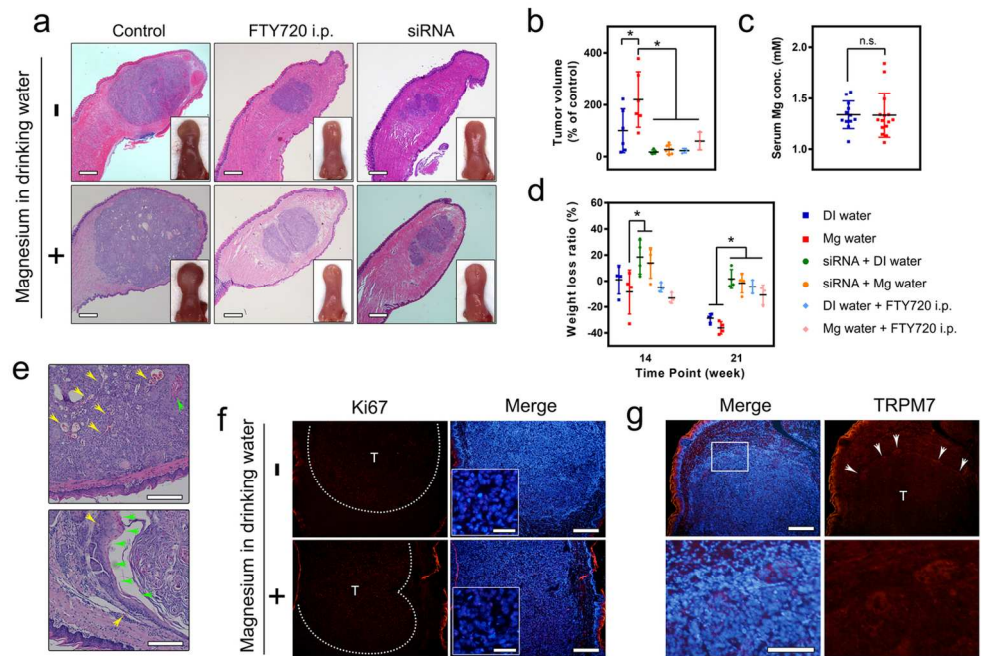 a
Control
FTY720 i.p.
siRNA
Magnesium in drinking water
-
+
b
Tumor volume
(% of control)
400
200
0
*
*
c
Serum Mg conc. (mM)
2.0
1.5
1.0
n.s.
d
Weight loss ratio (%)
60
40
20
0
-20
-40
*
*
14
21
Time Point (week)
DI water
Mg water
siRNA + DI water
siRNA + Mg water
DI water + FTY720 i.p.
Mg water + FTY720 i.p.
e
f
Ki67
Merge
Magnesium in drinking water
-
+
T
T
g
Merge
TRPM7
T